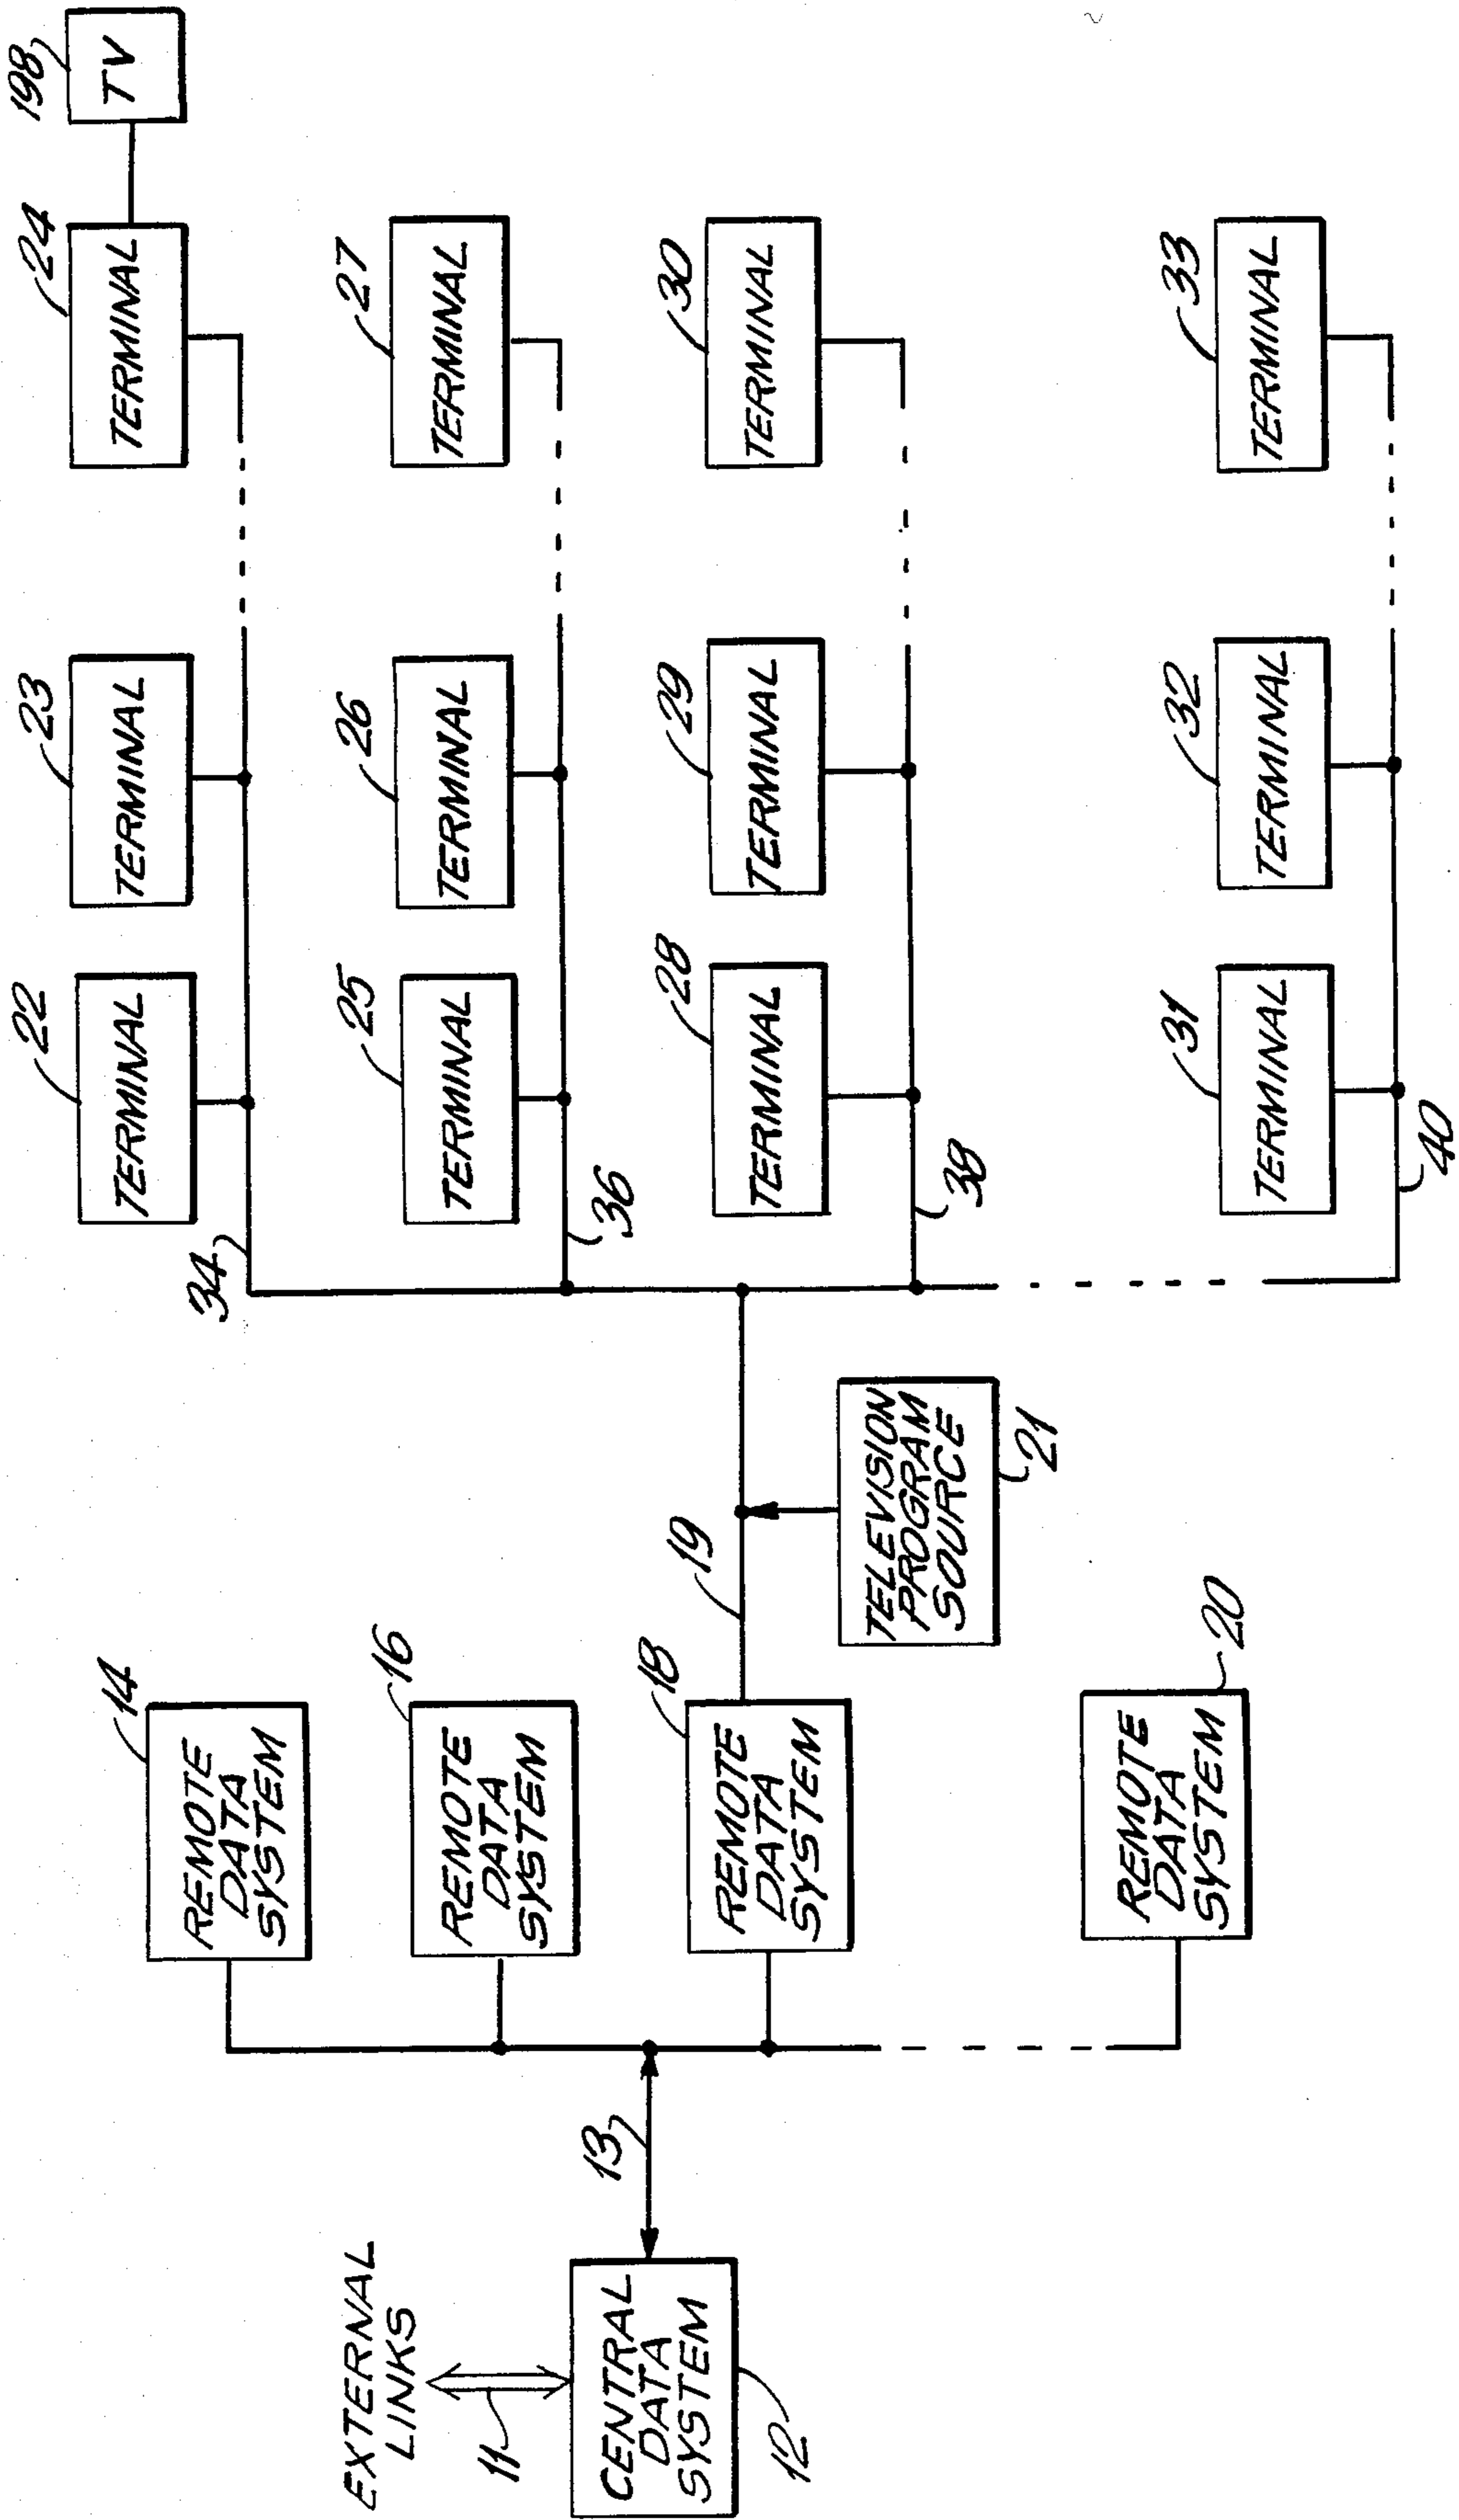 EXTERNAL
LINKS
11
CENTRAL
DATA
SYSTEM
12
13
14
REMOTE
DATA
SYSTEM
16
REMOTE
DATA
SYSTEM
18
REMOTE
DATA
SYSTEM
20
REMOTE
DATA
SYSTEM
19
TELEVISION
PROGRAM
SOURCE
21
34
22
TERMINAL
23
TERMINAL
24
TERMINAL
198
TV
36
25
TERMINAL
26
TERMINAL
27
TERMINAL
38
28
TERMINAL
29
TERMINAL
30
TERMINAL
40
31
TERMINAL
32
TERMINAL
33
TERMINAL